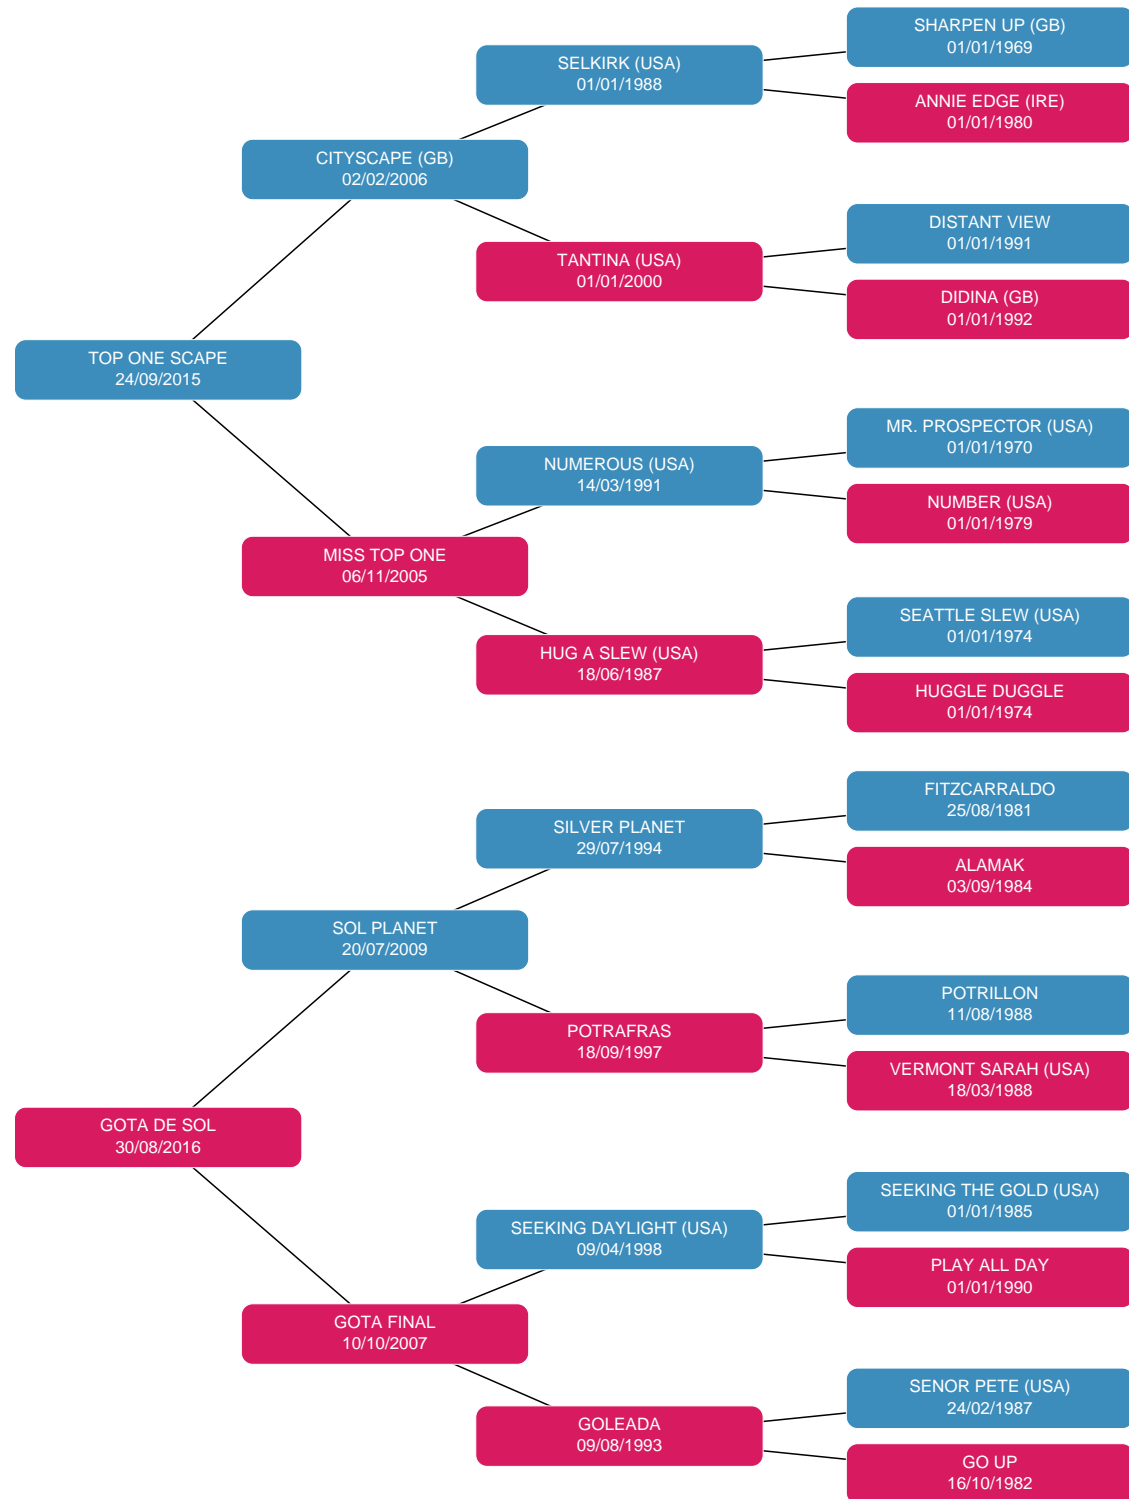 SHARPEN UP (GB)
01/01/1969
SELKIRK (USA)
01/01/1988
ANNIE EDGE (IRE)
01/01/1980
CITYSCAPE (GB)
02/02/2006
DISTANT VIEW
01/01/1991
TANTINA (USA)
01/01/2000
DIDINA (GB)
01/01/1992
TOP ONE SCAPE
24/09/2015
MR. PROSPECTOR (USA)
01/01/1970
NUMEROUS (USA)
14/03/1991
NUMBER (USA)
01/01/1979
MISS TOP ONE
06/11/2005
SEATTLE SLEW (USA)
01/01/1974
HUG A SLEW (USA)
18/06/1987
HUGGLE DUGGLE
01/01/1974
FITZCARRALDO
25/08/1981
SILVER PLANET
29/07/1994
ALAMAK
03/09/1984
SOL PLANET
20/07/2009
POTRILLON
11/08/1988
POTRAFRAS
18/09/1997
VERMONT SARAH (USA)
18/03/1988
GOTA DE SOL
30/08/2016
SEEKING THE GOLD (USA)
01/01/1985
SEEKING DAYLIGHT (USA)
09/04/1998
PLAY ALL DAY
01/01/1990
GOTA FINAL
10/10/2007
SENOR PETE (USA)
24/02/1987
GOLEADA
09/08/1993
GO UP
16/10/1982